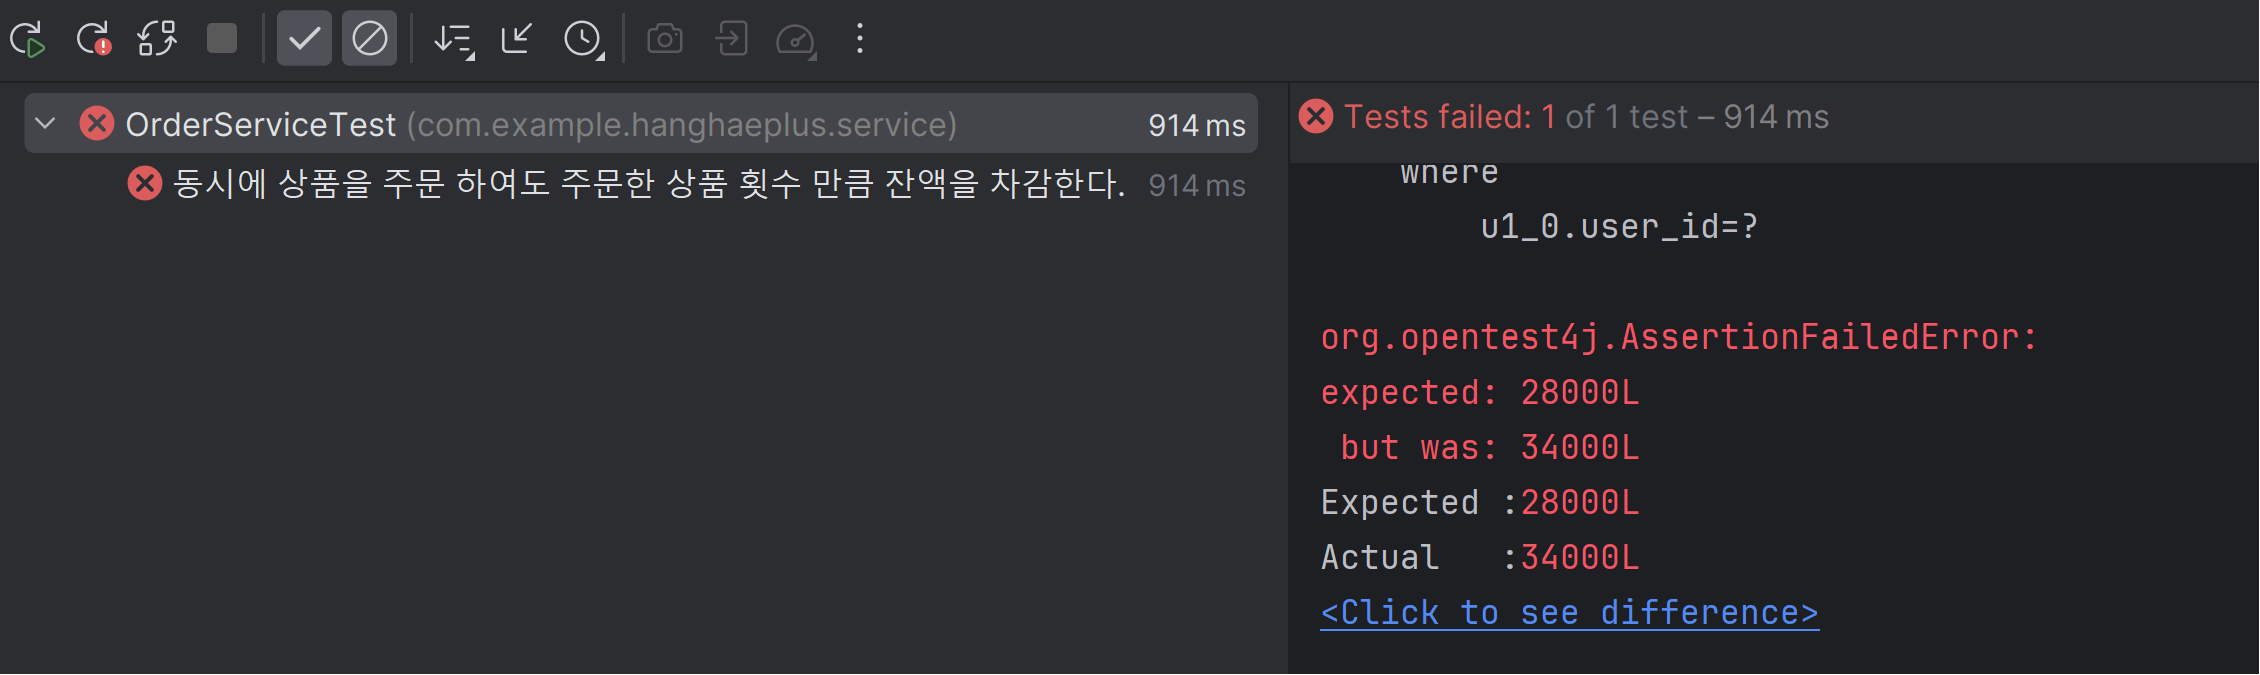 OrderServiceTest (com.example.hanghaeplus.service) 914 ms
동시에 상품을 주문 하여도 주문한 상품 횟수 만큼 잔액을 차감한다. 914 ms
Tests failed: 1 of 1 test – 914 ms
where
u1_0.user_id=?
org.opentest4j.AssertionFailedError:
expected: 28000L
but was: 34000L
Expected :28000L
Actual :34000L
<Click to see difference>